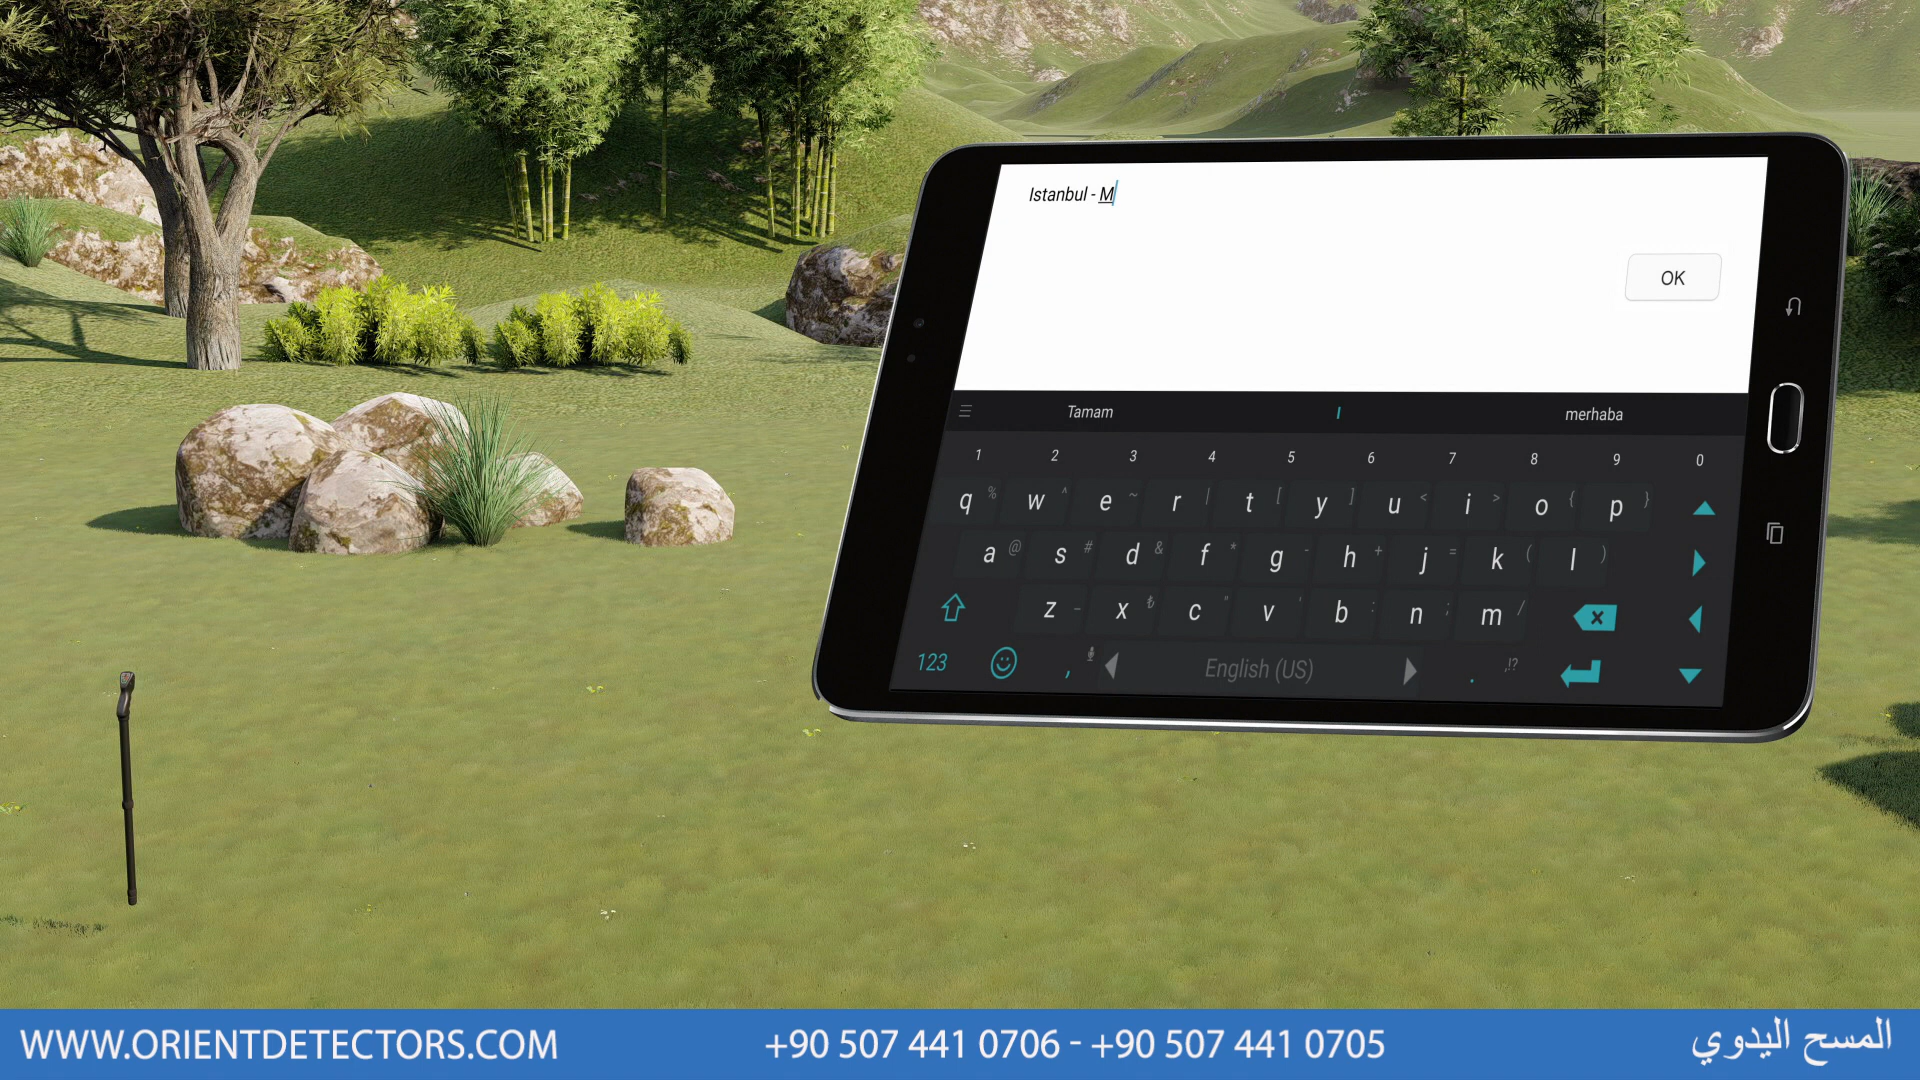 Istanbul - M
OK
Tamam I merhaba
1 2 3 4 5 6 7 8 9 0
q % w ^ e ~ r | t [ y ] u < i > o { p }
a @ s # d & f * g - h + j = k ( l )
z _ x ₺ c " v ' b : n ; m /
123 , English (US) . ,!?
WWW.ORIENTDETECTORS.COM +90 507 441 0706 - +90 507 441 0705 المسح اليدوي